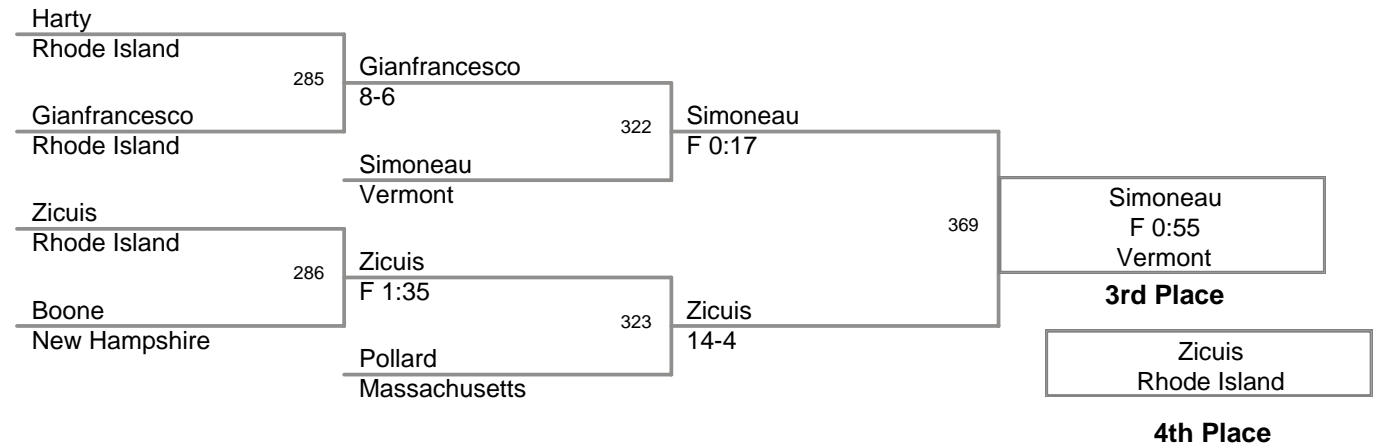 Harty
Rhode Island
285
Gianfrancesco
8-6
Gianfrancesco
Rhode Island
322
Simoneau
F 0:17
Simoneau
Vermont
Zicuis
Rhode Island
286
Zicuis
F 1:35
Boone
New Hampshire
323
Zicuis
14-4
Pollard
Massachusetts
369
Simoneau
F 0:55
Vermont
3rd Place
Zicuis
Rhode Island
4th Place